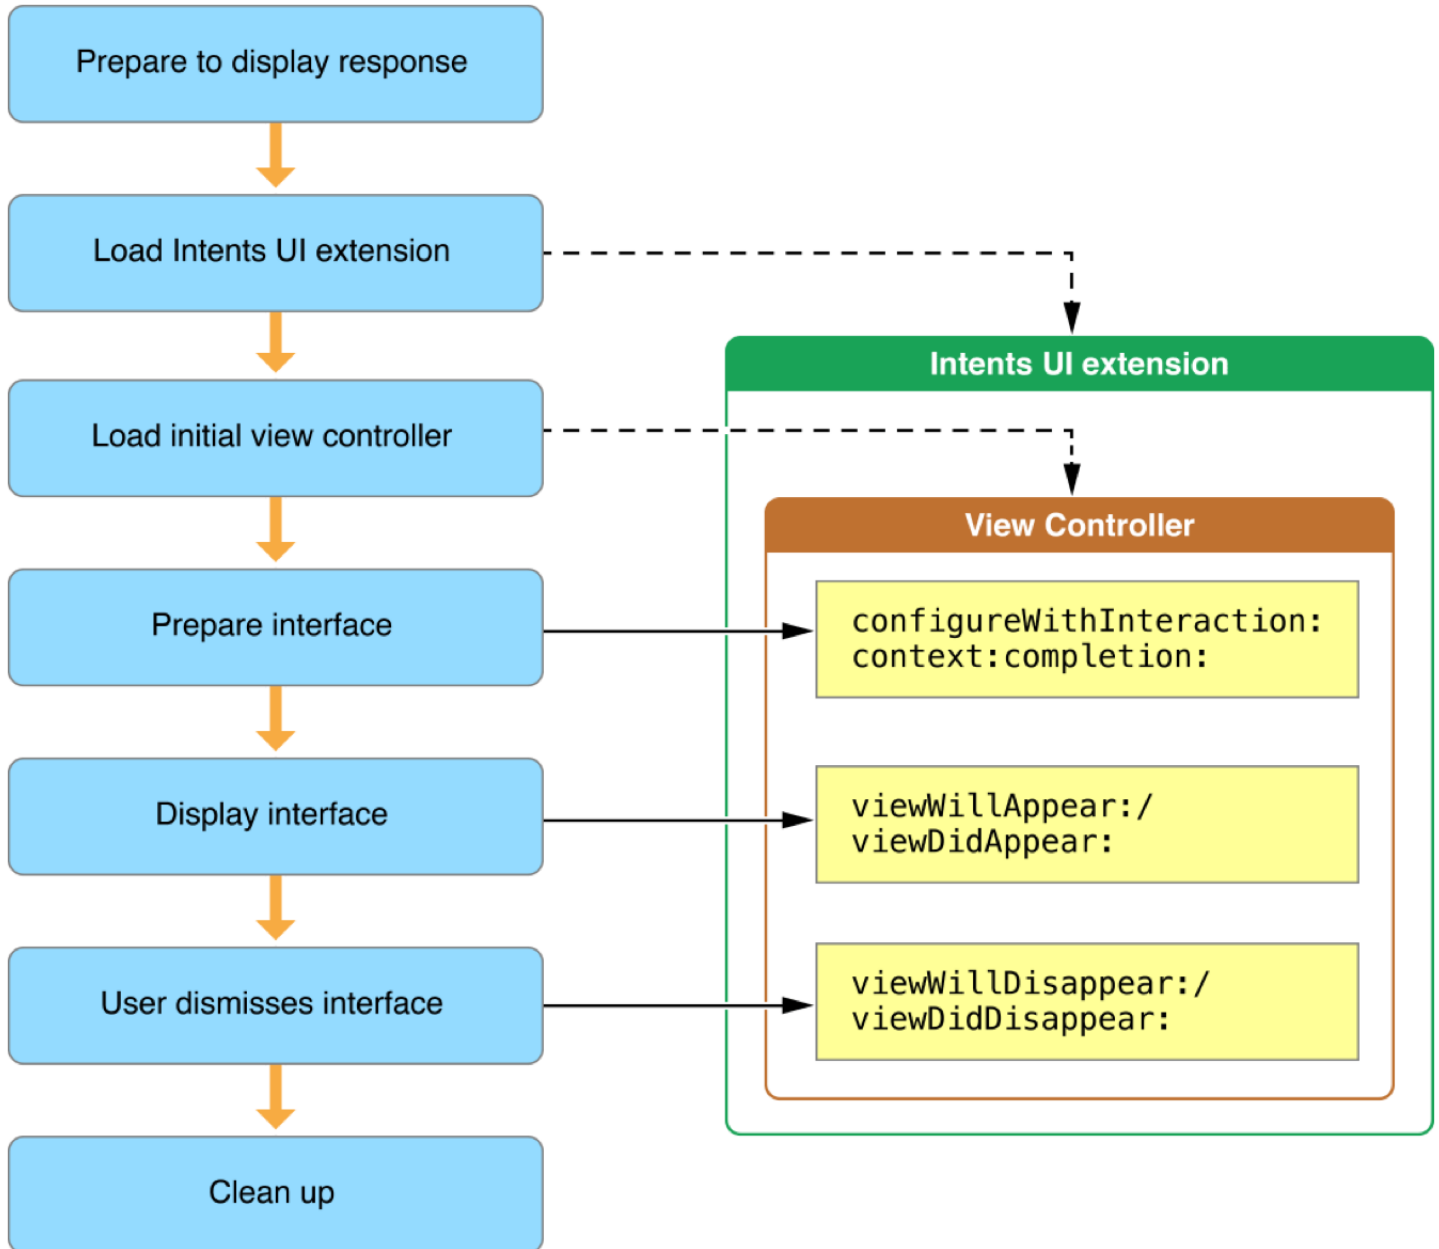 Prepare to display response
Load Intents UI extension
Intents UI extension
Load initial view controller
View Controller
Prepare interface
configureWithInteraction:
context:completion:
Display interface
viewWillAppear:/
viewDidAppear:
User dismisses interface
viewWillDisappear:/
viewDidDisappear:
Clean up